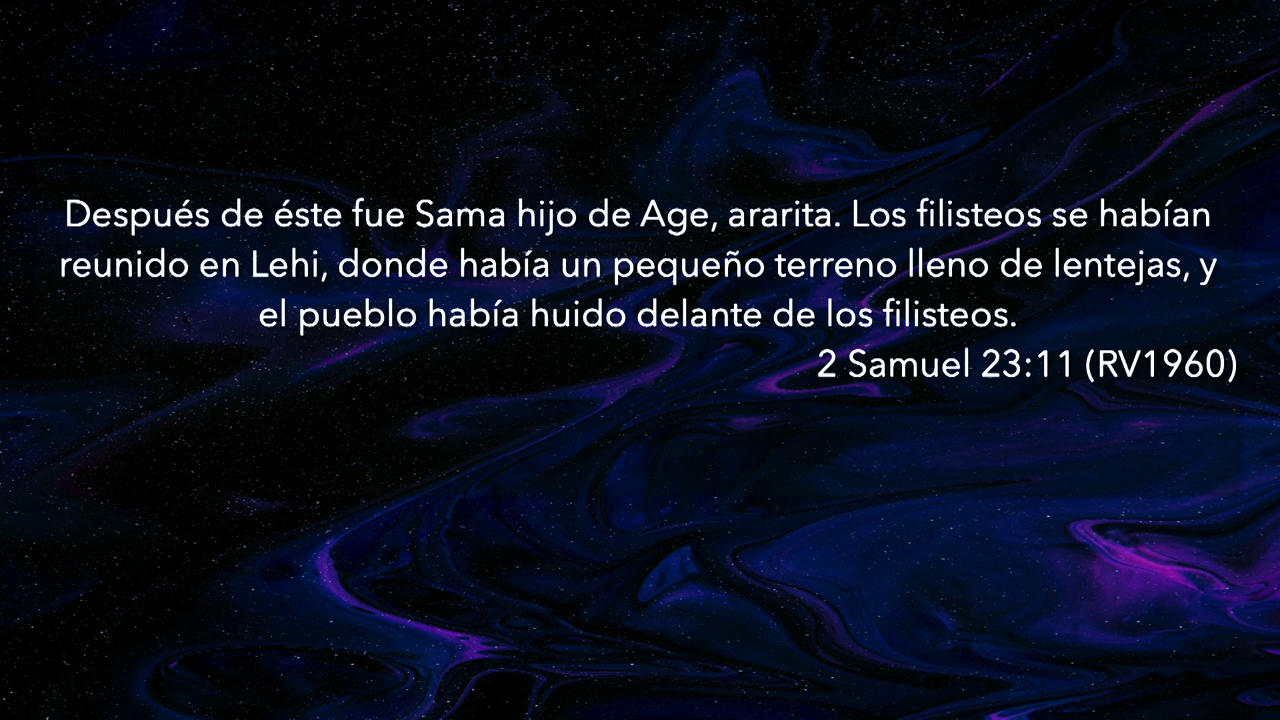 Después de éste fue Sama hijo de Age, ararita. Los filisteos se habían
reunido en Lehi, donde había un pequeño terreno lleno de lentejas, y
el pueblo había huido delante de los filisteos.
2 Samuel 23:11 (RV1960)